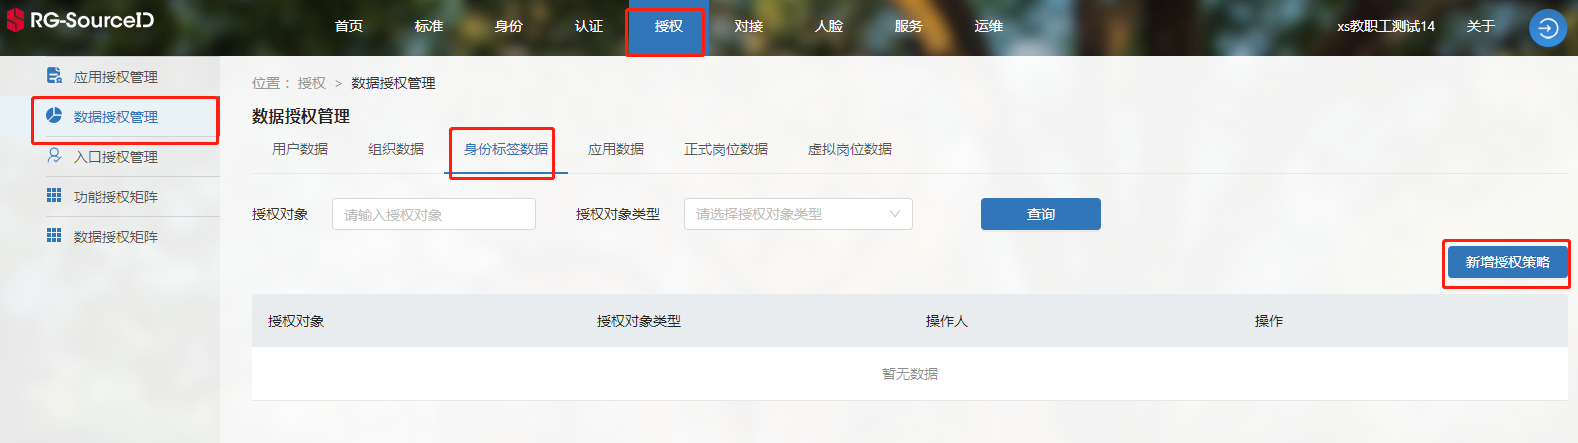 RG-SourceID 首页 标准 身份 认证 授权 对接 人脸 服务 运维 xs教职工测试14 关于
应用授权管理
数据授权管理
入口授权管理
功能授权矩阵
数据授权矩阵
位置： 授权 > 数据授权管理
数据授权管理
用户数据 组织数据 身份标签数据 应用数据 正式岗位数据 虚拟岗位数据
授权对象 请输入授权对象 授权对象类型 请选择授权对象类型 查询
新增授权策略
授权对象 授权对象类型 操作人 操作
暂无数据